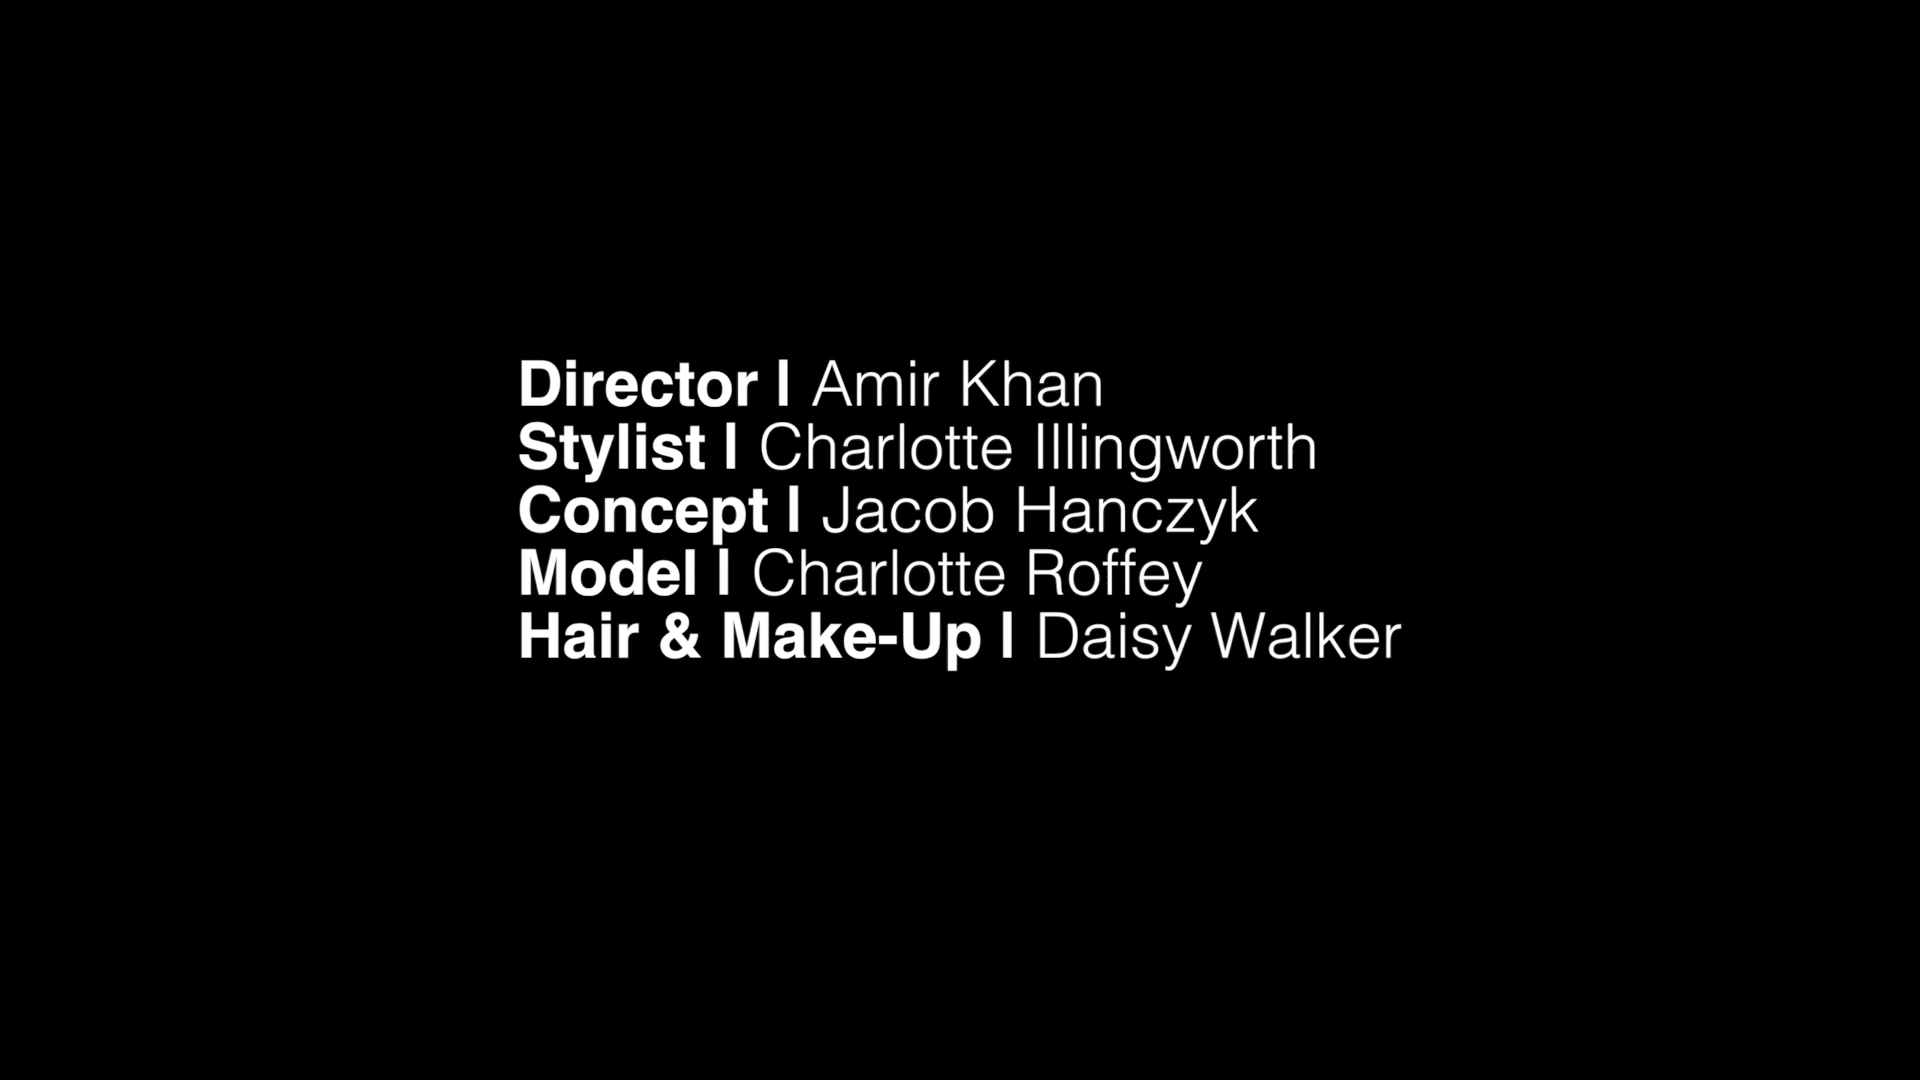 Director | Amir Khan
Stylist | Charlotte Illingworth
Concept | Jacob Hanczyk
Model | Charlotte Roffey
Hair & Make-Up | Daisy Walker